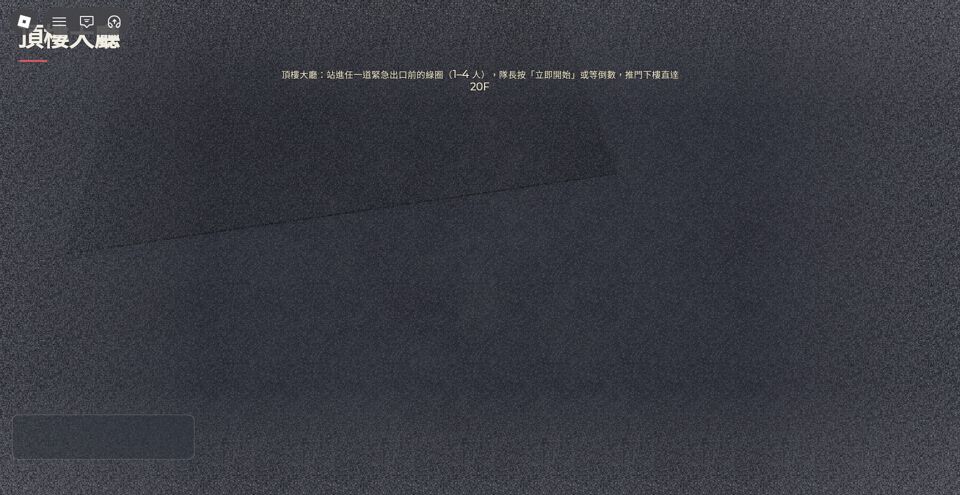 頂樓大廳
頂樓大廳：站進任一道緊急出口前的綠圈（1–4 人），隊長按「立即開始」或等倒數，推門下樓直達
20F